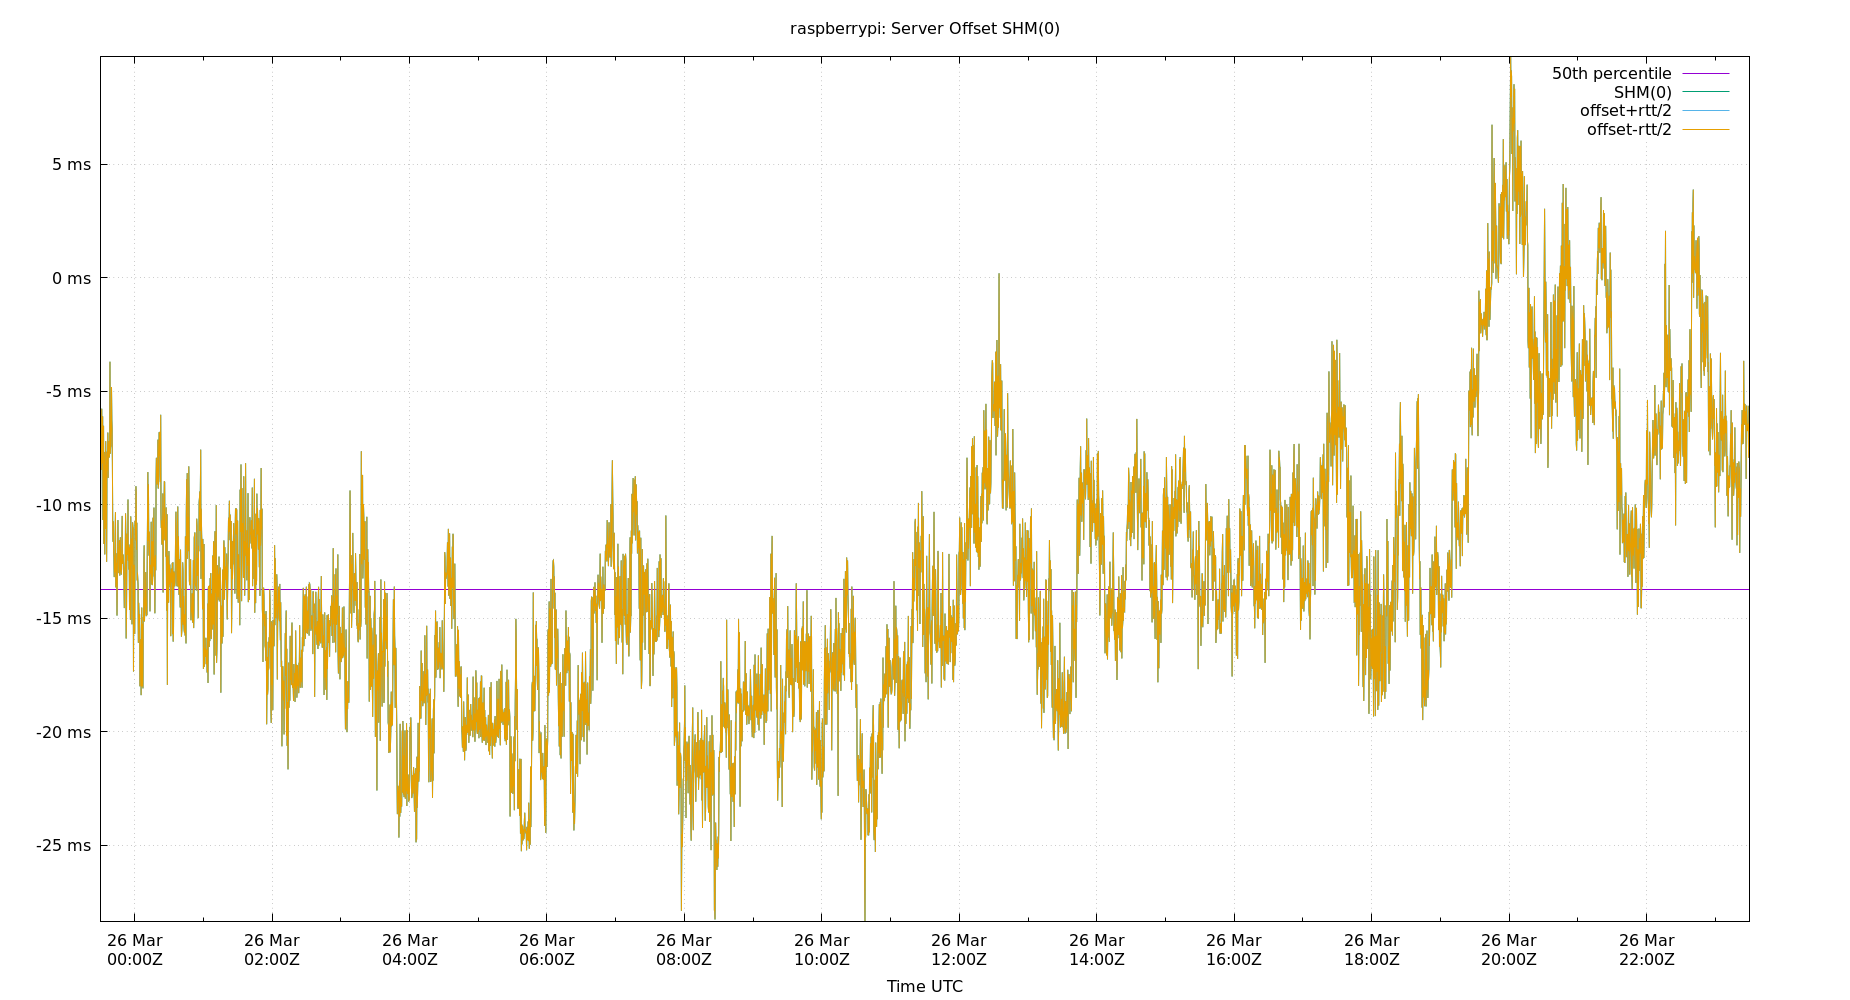 raspberrypi: Server Offset SHM(0)
50th percentile
SHM(0)
offset+rtt/2
offset-rtt/2
5 ms
0 ms
-5 ms
-10 ms
-15 ms
-20 ms
-25 ms
26 Mar 26 Mar 26 Mar 26 Mar 26 Mar 26 Mar 26 Mar 26 Mar 26 Mar 26 Mar 26 Mar 26 Mar
00:00Z 02:00Z 04:00Z 06:00Z 08:00Z 10:00Z 12:00Z 14:00Z 16:00Z 18:00Z 20:00Z 22:00Z
Time UTC